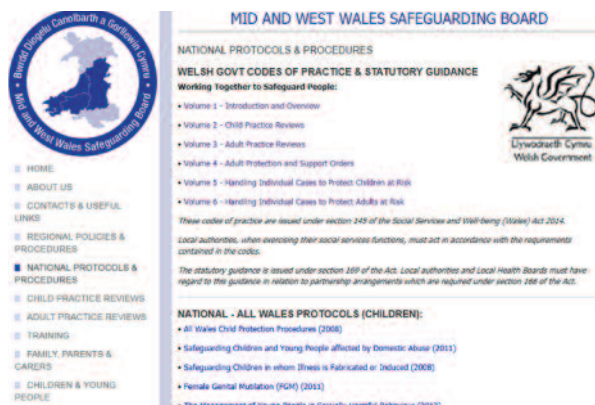 Bwrdd Diogelu Canolbarth a Gorllewin Cymru
Mid and West Wales Safeguarding Board
HOME
ABOUT US
CONTACTS & USEFUL
LINKS
REGIONAL POLICIES &
PROCEDURES
NATIONAL PROTOCOLS &
PROCEDURES
CHILD PRACTICE REVIEWS
ADULT PRACTICE REVIEWS
TRAINING
FAMILY, PARENTS &
CARERS
CHILDREN & YOUNG
PEOPLE
MID AND WEST WALES SAFEGUARDING BOARD
NATIONAL PROTOCOLS & PROCEDURES
WELSH GOVT CODES OF PRACTICE & STATUTORY GUIDANCE
Working Together to Safeguard People:
• Volume 1 - Introduction and Overview
• Volume 2 - Child Practice Reviews
• Volume 3 - Adult Practice Reviews
• Volume 4 - Adult Protection and Support Orders
• Volume 5 - Handling Individual Cases to Protect Children at Risk
• Volume 6 - Handling Individual Cases to Protect Adults at Risk
Llywodraeth Cymru
Welsh Government
These codes of practice are issued under section 145 of the Social Services and Well-being (Wales) Act 2014.
Local authorities, when exercising their social services functions, must act in accordance with the requirements
contained in the codes.
The statutory guidance is issued under section 169 of the Act. Local authorities and Local Health Boards must have
regard to this guidance in relation to partnership arrangements which are required under section 166 of the Act.
NATIONAL - ALL WALES PROTOCOLS (CHILDREN):
• All Wales Child Protection Procedures (2008)
• Safeguarding Children and Young People affected by Domestic Abuse (2011)
• Safeguarding Children in whom Illness is Fabricated or Induced (2008)
• Female Genital Mutilation (FGM) (2011)